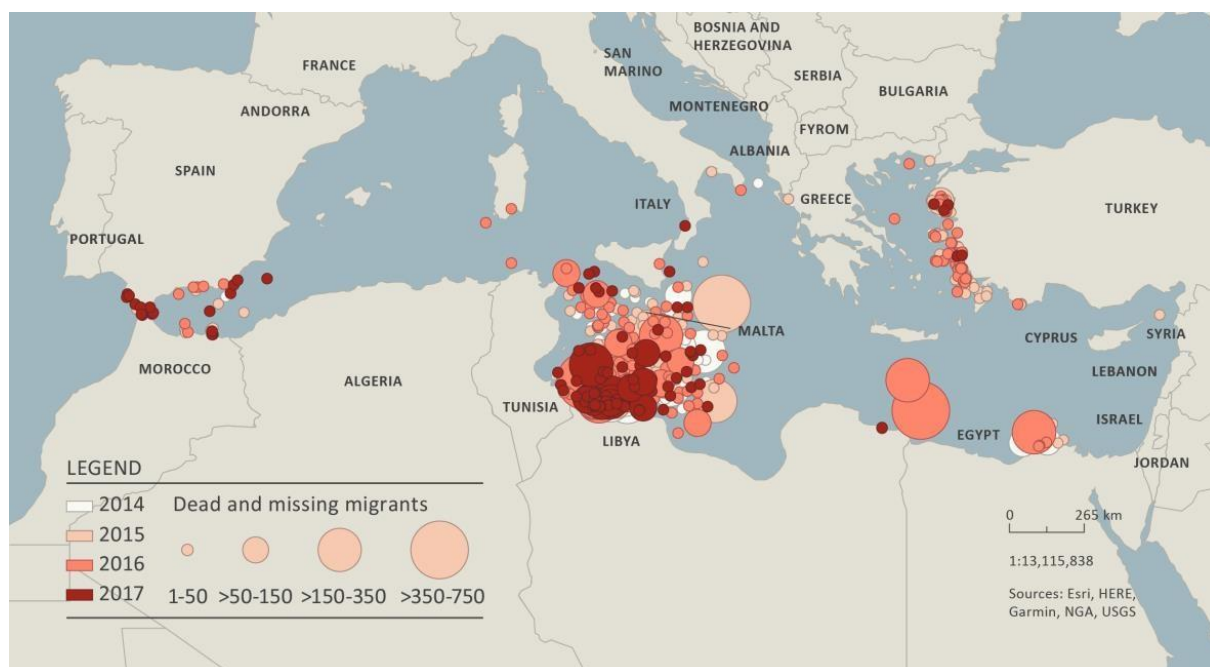 BOSNIA AND
HERZEGOVINA
SAN
MARINO
FRANCE
SERBIA
BULGARIA
ANDORRA
MONTENEGRO
FYROM
ALBANIA
SPAIN
ITALY
GREECE
TURKEY
PORTUGAL
MALTA
CYPRUS
SYRIA
MOROCCO
ALGERIA
LEBANON
TUNISIA
ISRAEL
LIBYA
EGYPT
JORDAN
LEGEND
2014
2015
2016
2017
Dead and missing migrants
1-50 >50-150 >150-350 >350-750
0 265 km
1:13,115,838
Sources: Esri, HERE,
Garmin, NGA, USGS